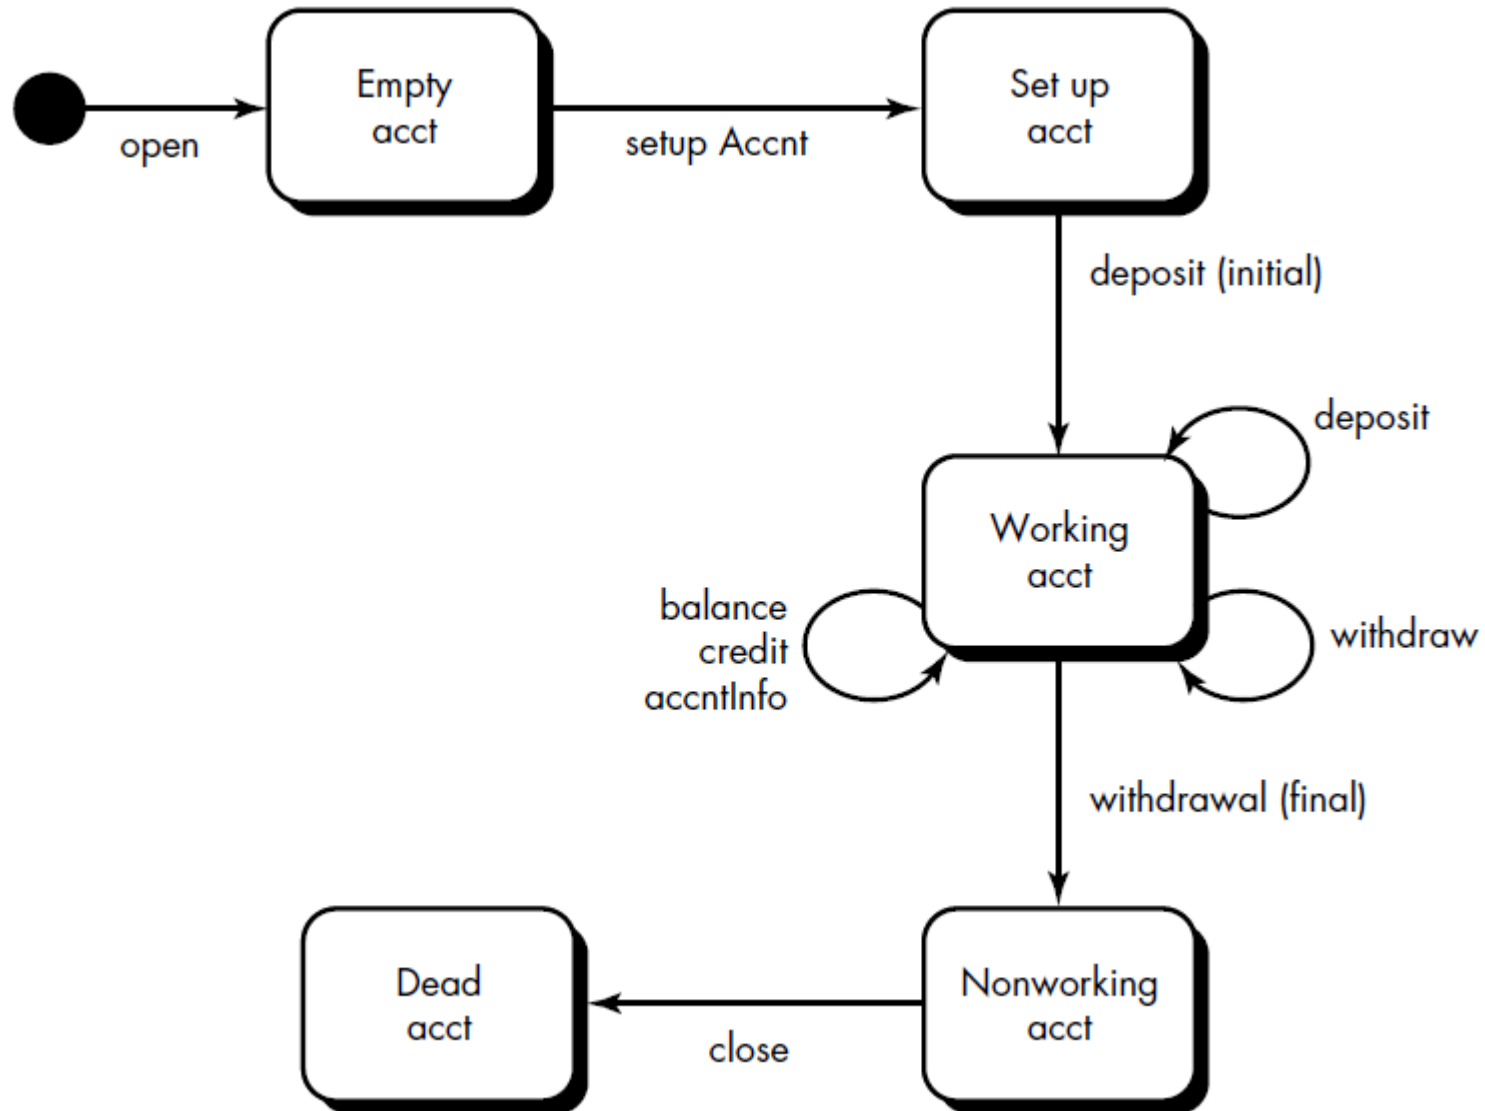 Empty
acct
open
setup Accnt
Set up
acct
deposit (initial)
deposit
Working
acct
balance
credit
accntInfo
withdraw
withdrawal (final)
Nonworking
acct
close
Dead
acct